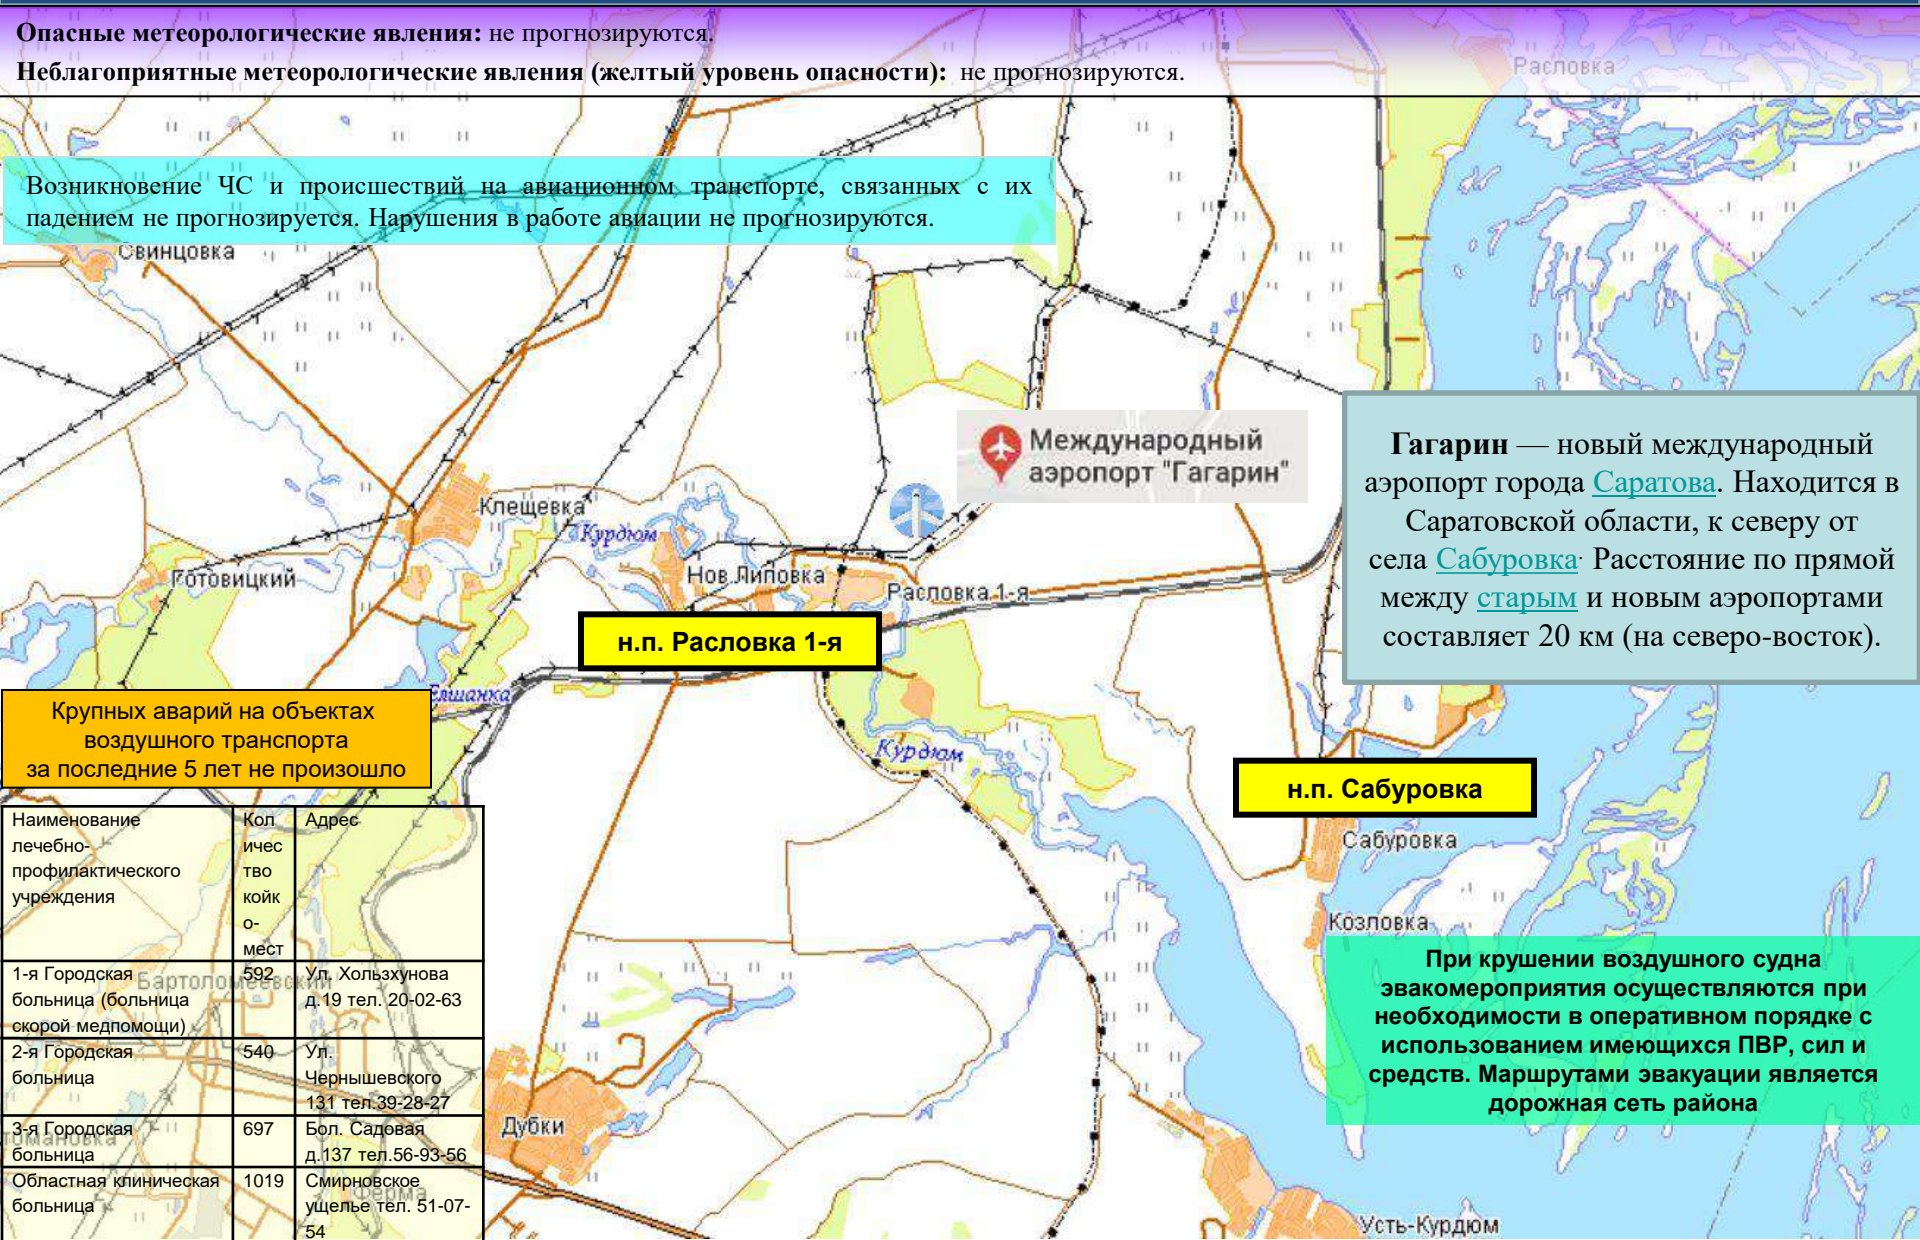 Опасные метеорологические явления: не прогнозируются.
Неблагоприятные метеорологические явления (желтый уровень опасности): не прогнозируются.
Расловка
Возникновение ЧС и происшествий на авиационном транспорте, связанных с их
падением не прогнозируется. Нарушения в работе авиации не прогнозируются.
Свинцовка
Международный
аэропорт "Гагарин"
Гагарин — новый международный
аэропорт города Саратова. Находится в
Саратовской области, к северу от
села Сабуровка. Расстояние по прямой
между старым и новым аэропортами
составляет 20 км (на северо-восток).
Клещевка
Курдюм
Готовицкий
Нов.Липовка
Расловка 1-я
н.п. Расловка 1-я
Елшанка
Крупных аварий на объектах
воздушного транспорта
за последние 5 лет не произошло
Курдюм
н.п. Сабуровка
Сабуровка
Козловка
Наименование
лечебно-
профилактического
учреждения
Кол
ичес
тво
койк
о-
мест
Адрес
1-я Городская
больница (больница
скорой медпомощи)
592
Ул. Хользунова
д.19 тел. 20-02-63
Бартоломеевский
2-я Городская
больница
540
Ул.
Чернышевского
131 тел.39-28-27
3-я Городская
больница
697
Бол. Садовая
д.137 тел.56-93-56
Областная клиническая
больница
1019
Смирновское
ущелье тел. 51-07-
54
Ферма
Дубки
При крушении воздушного судна
эвакомероприятия осуществляются при
необходимости в оперативном порядке с
использованием имеющихся ПВР, сил и
средств. Маршрутами эвакуации является
дорожная сеть района
Усть-Курдюм